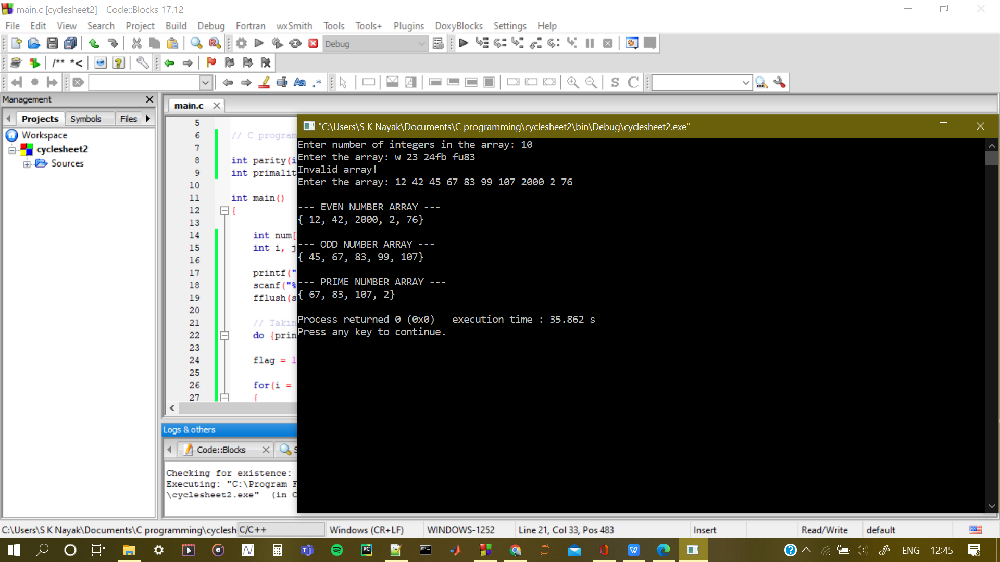 main.c [cyclesheet2] - Code::Blocks 17.12
File Edit View Search Project Build Debug Fortran wxSmith Tools Tools+ Plugins DoxyBlocks Settings Help
Debug
/** *<
S C
Management
main.c
Projects Symbols Files
Workspace
cyclesheet2
Sources
5
6 // C program
7
8 int parity(i
9 int primalit
10
11 int main()
12 {
13
14 int num[
15 int i, j
16
17 printf("
18 scanf("%
19 fflush(s
20
21 // Takin
22 do {prin
23
24 flag = 1
25
26 for(i =
27 {
"C:\Users\S K Nayak\Documents\C programming\cyclesheet2\bin\Debug\cyclesheet2.exe"
Enter number of integers in the array: 10
Enter the array: w 23 24fb fu83
Invalid array!
Enter the array: 12 42 45 67 83 99 107 2000 2 76
--- EVEN NUMBER ARRAY ---
{ 12, 42, 2000, 2, 76}
--- ODD NUMBER ARRAY ---
{ 45, 67, 83, 99, 107}
--- PRIME NUMBER ARRAY ---
{ 67, 83, 107, 2}
Process returned 0 (0x0)   execution time : 35.862 s
Press any key to continue.
Logs & others
Code::Blocks S
Checking for existence:
Executing: "C:\Program F
\cyclesheet2.exe"  (in C
C:\Users\S K Nayak\Documents\C programming\cyclesh C/C++ Windows (CR+LF) WINDOWS-1252 Line 21, Col 33, Pos 483 Insert Read/Write default
ENG 12:45